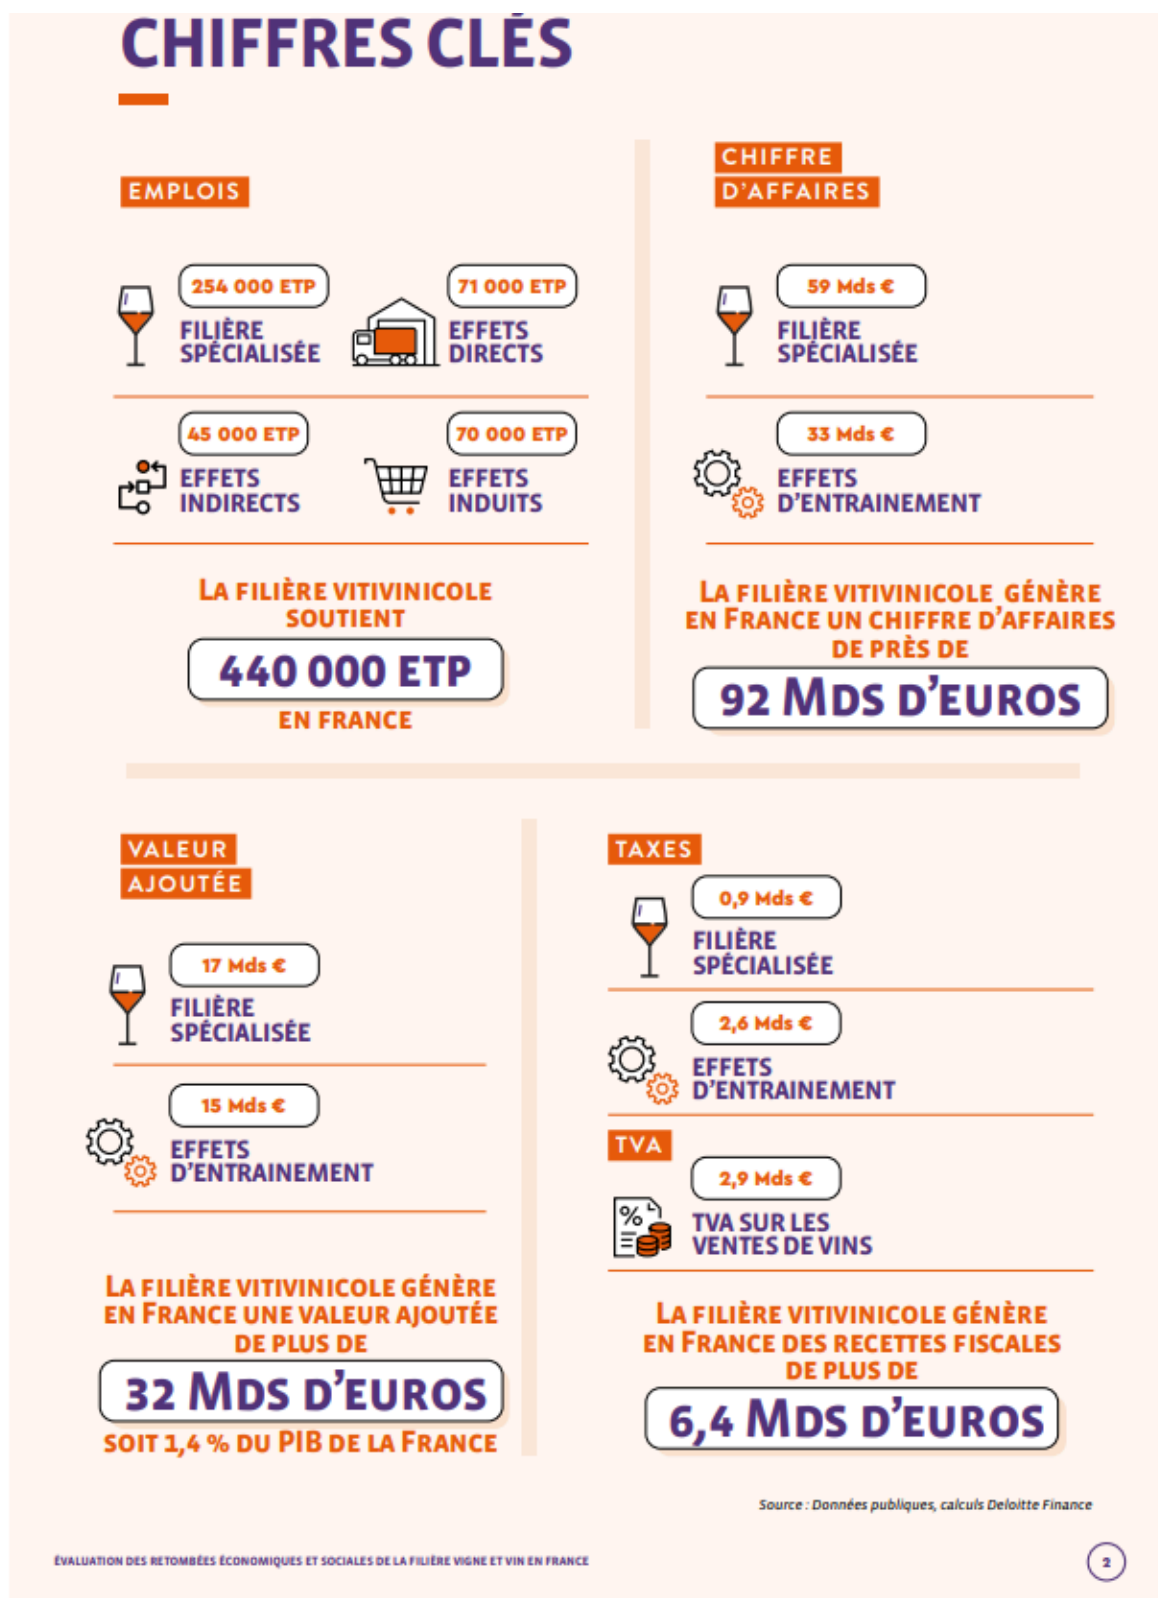 CHIFFRES CLÉS
EMPLOIS
254 000 ETP
FILIÈRE
SPÉCIALISÉE
71 000 ETP
EFFETS
DIRECTS
45 000 ETP
EFFETS
INDIRECTS
70 000 ETP
EFFETS
INDUITS
LA FILIÈRE VITIVINICOLE
SOUTIENT
440 000 ETP
EN FRANCE
CHIFFRE
D'AFFAIRES
59 Mds €
FILIÈRE
SPÉCIALISÉE
33 Mds €
EFFETS
D'ENTRAINEMENT
LA FILIÈRE VITIVINICOLE GÉNÈRE
EN FRANCE UN CHIFFRE D'AFFAIRES
DE PRÈS DE
92 MDS D'EUROS
VALEUR
AJOUTÉE
17 Mds €
FILIÈRE
SPÉCIALISÉE
15 Mds €
EFFETS
D'ENTRAINEMENT
LA FILIÈRE VITIVINICOLE GÉNÈRE
EN FRANCE UNE VALEUR AJOUTÉE
DE PLUS DE
32 MDS D'EUROS
SOIT 1,4 % DU PIB DE LA FRANCE
TAXES
0,9 Mds €
FILIÈRE
SPÉCIALISÉE
2,6 Mds €
EFFETS
D'ENTRAINEMENT
TVA
2,9 Mds €
%
TVA SUR LES
VENTES DE VINS
LA FILIÈRE VITIVINICOLE GÉNÈRE
EN FRANCE DES RECETTES FISCALES
DE PLUS DE
6,4 MDS D'EUROS
Source : Données publiques, calculs Deloitte Finance
ÉVALUATION DES RETOMBÉES ÉCONOMIQUES ET SOCIALES DE LA FILIÈRE VIGNE ET VIN EN FRANCE
2